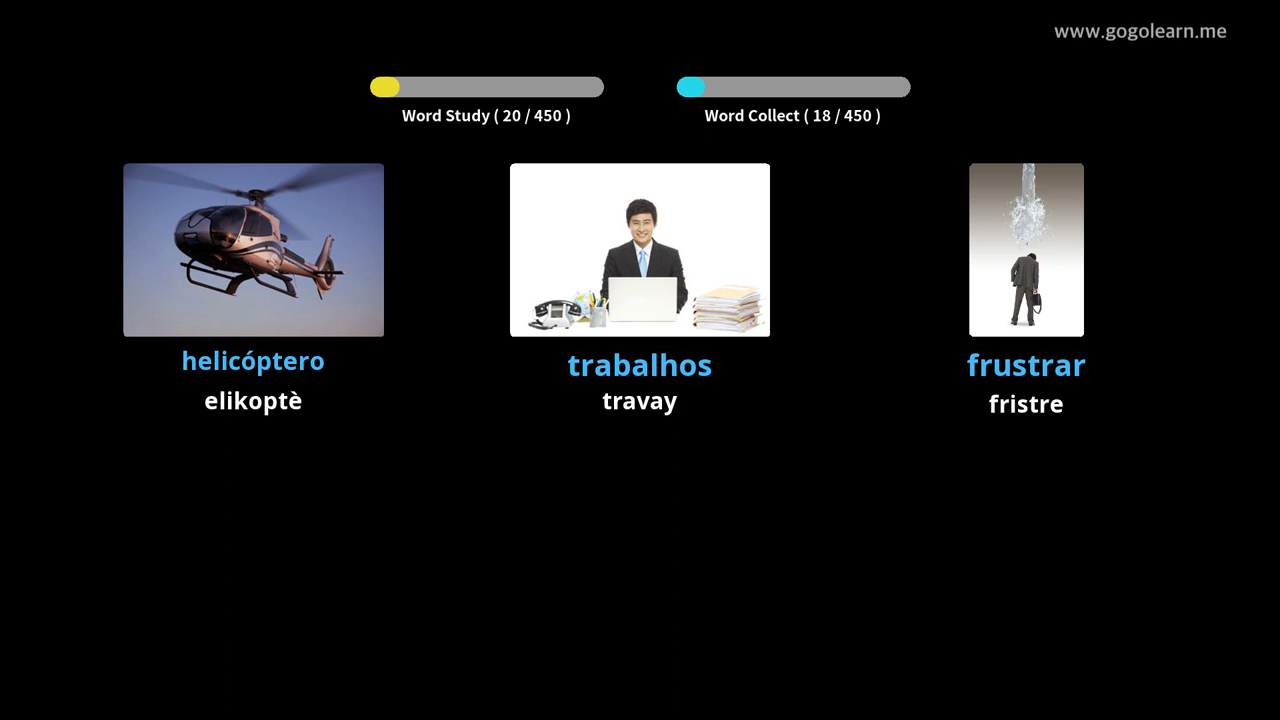 www.gogolearn.me
Word Study ( 20 / 450 )
Word Collect ( 18 / 450 )
helicóptero
elikoptè
trabalhos
travay
frustrar
fristre